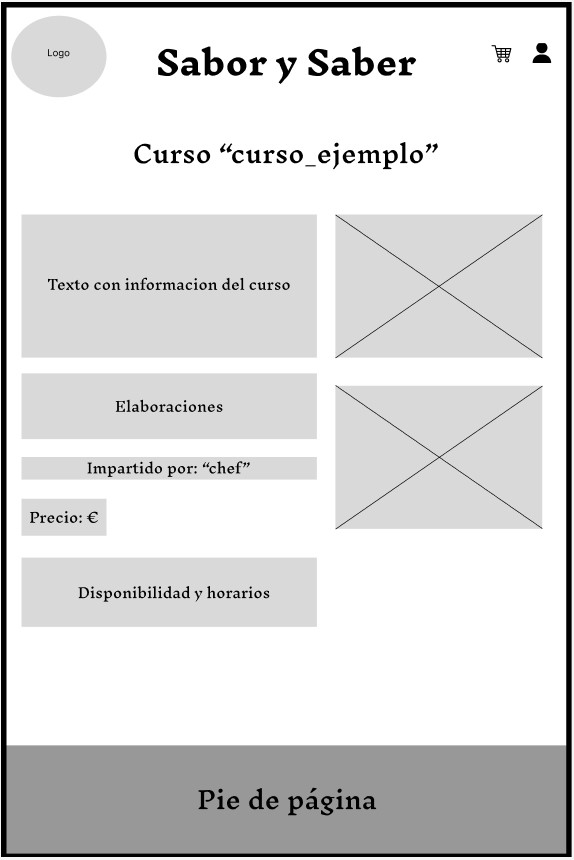 Logo
Sabor y Saber
Curso “curso_ejemplo”
Texto con informacion del curso
Elaboraciones
Impartido por: “chef”
Precio: €
Disponibilidad y horarios
Pie de página